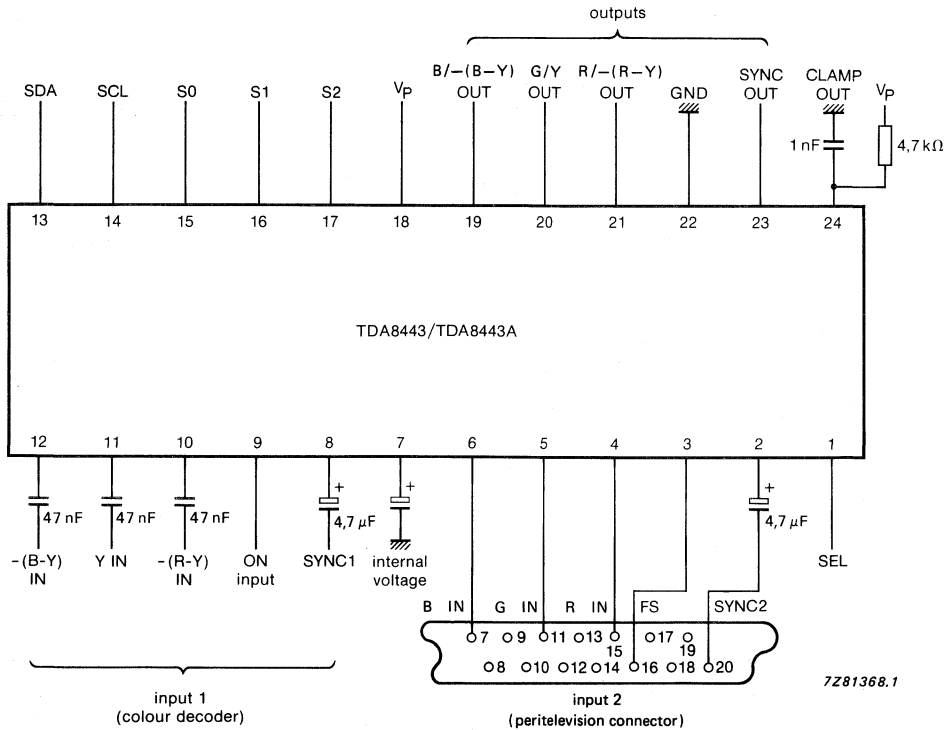 outputs
B/−(B−Y) G/Y R/−(R−Y) SYNC CLAMP
SDA SCL S0 S1 S2 VP OUT OUT OUT GND OUT OUT VP
1 nF 4,7 kΩ
13 14 15 16 17 18 19 20 21 22 23 24
TDA8443/TDA8443A
12 11 10 9 8 7 6 5 4 3 2 1
+ + +
47 nF 47 nF 47 nF 4,7 µF 4,7 µF
−(B-Y) Y IN −(R-Y) ON SYNC1 internal SEL
IN IN input voltage
B IN G IN R IN FS SYNC2
7 9 11 13 15 17 19
8 10 12 14 16 18 20
7Z81368.1
input 1 input 2
(colour decoder) (peritelevision connector)